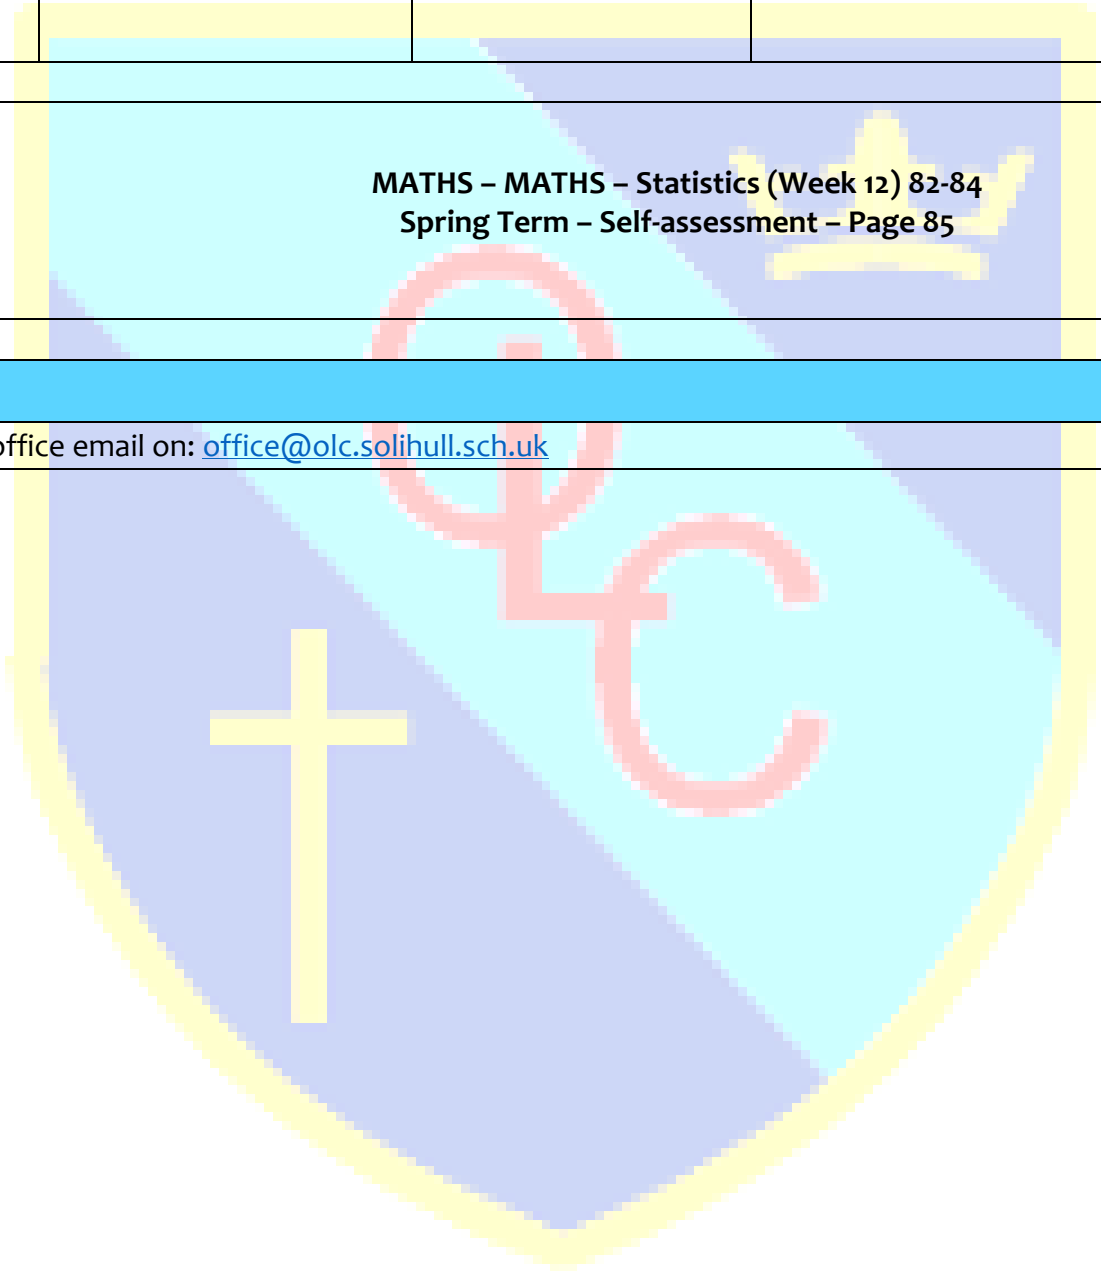 MATHS – MATHS – Statistics (Week 12) 82-84
Spring Term – Self-assessment – Page 85
office email on: office@olc.solihull.sch.uk
OLC